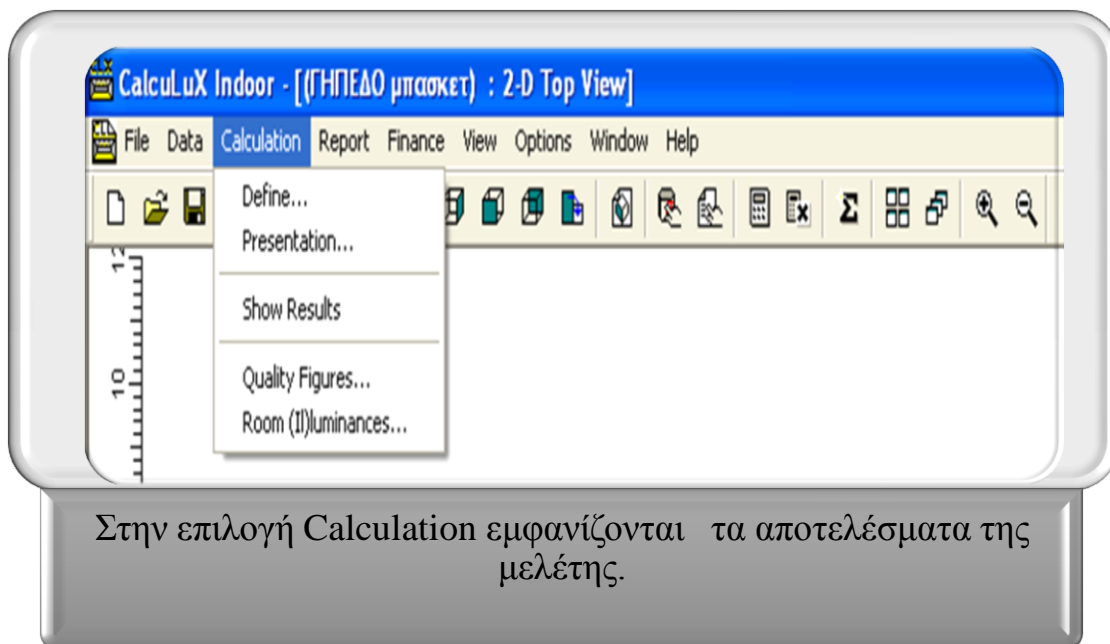 CalcuLuX Indoor - [(ΓΗΠΕΔΟ μπασκετ) : 2-D Top View]
File Data Calculation Report Finance View Options Window Help
Define...
Presentation...
Show Results
Quality Figures...
Room (Il)luminances...
10
Στην επιλογή Calculation εμφανίζονται τα αποτελέσματα της
μελέτης.